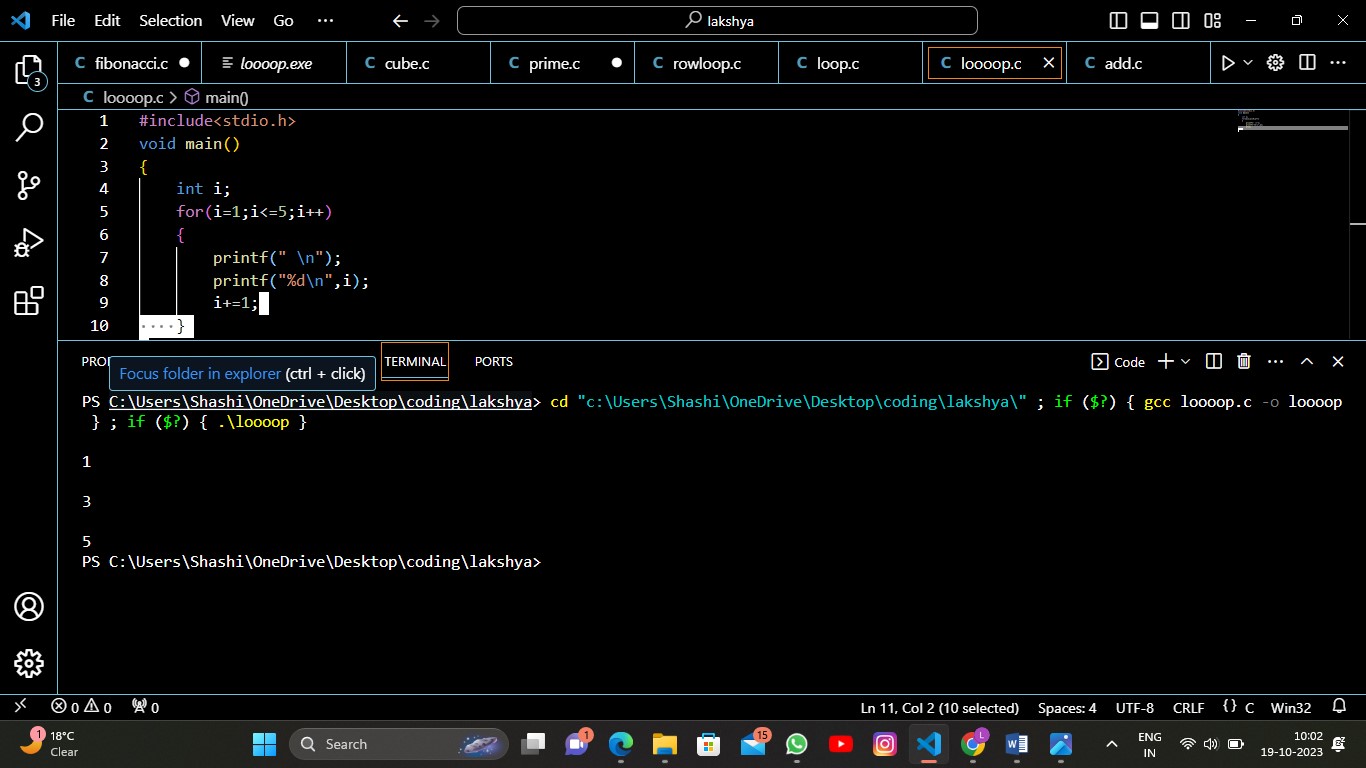 File Edit Selection View Go ··· lakshya
3
C fibonacci.c loooop.exe C cube.c C prime.c C rowloop.c C loop.c C loooop.c C add.c
C loooop.c > main()
1 #include<stdio.h>
2 void main()
3 {
4 int i;
5 for(i=1;i<=5;i++)
6 {
7 printf(" \n");
8 printf("%d\n",i);
9 i+=1;
10 ····}
PRO TERMINAL PORTS Code
Focus folder in explorer (ctrl + click)
PS C:\Users\Shashi\OneDrive\Desktop\coding\lakshya> cd "c:\Users\Shashi\OneDrive\Desktop\coding\lakshya\" ; if ($?) { gcc loooop.c -o loooop
} ; if ($?) { .\loooop }
1
3
5
PS C:\Users\Shashi\OneDrive\Desktop\coding\lakshya>
0 0 0 Ln 11, Col 2 (10 selected) Spaces: 4 UTF-8 CRLF {} C Win32
1 18°C Search 1 15 L ENG 10:02
Clear IN 19-10-2023